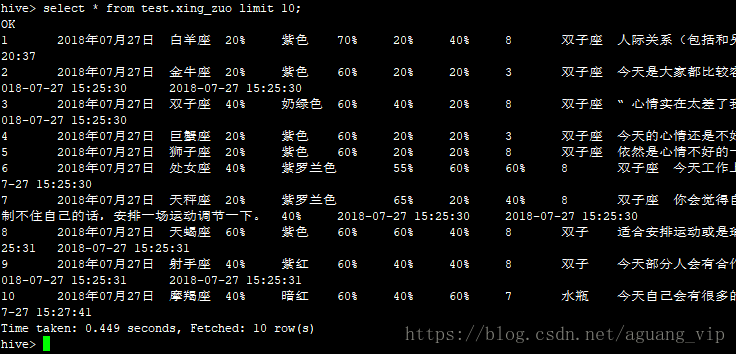 hive> select * from test.xing_zuo limit 10;
OK
1 2018年07月27日 白羊座 20% 紫色 70% 20% 40% 8 双子座 人际关系（包括和
20:37
2 2018年07月27日 金牛座 20% 紫色 60% 20% 20% 3 双子座 今天是大家都比较容
018-07-27 15:25:30 2018-07-27 15:25:30
3 2018年07月27日 双子座 40% 奶绿色 60% 40% 20% 8 双子座 “ 心情实在太差了我
018-07-27 15:25:30
4 2018年07月27日 巨蟹座 20% 紫色 60% 20% 20% 3 双子座 今天的心情还是不好
5 2018年07月27日 狮子座 20% 紫色 60% 20% 20% 8 双子座 依然是心情不好的一
6 2018年07月27日 处女座 40% 紫罗兰色 55% 60% 60% 8 双子座 今天工作上
7-27 15:25:30
7 2018年07月27日 天秤座 20% 紫罗兰色 65% 20% 40% 8 双子座 你会觉得自
制不住自己的话，安排一场运动调节一下。 40% 2018-07-27 15:25:30 2018-07-27 15:25:30
8 2018年07月27日 天蝎座 60% 紫色 60% 60% 40% 8 双子 适合安排运动或是
25:31 2018-07-27 15:25:31
9 2018年07月27日 射手座 40% 紫红 60% 40% 40% 8 双子 今天部分人会有合作
018-07-27 15:25:31 2018-07-27 15:25:31
10 2018年07月27日 摩羯座 40% 暗红 60% 40% 60% 7 水瓶 今天自己会有很多的
7-27 15:27:41
Time taken: 0.449 seconds, Fetched: 10 row(s)
hive>
https://blog.csdn.net/aguang_vip